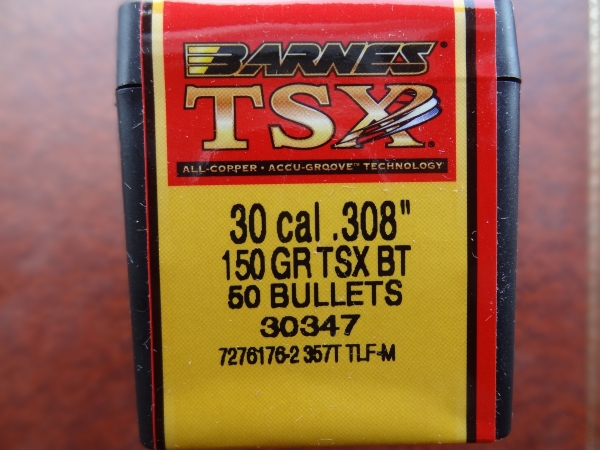 BARNES®
TSX®
ALL-COPPER • ACCU-GROOVE™ TECHNOLOGY
30 cal .308"
150 GR TSX BT
50 BULLETS
30347
7276176-2 357T TLF-M